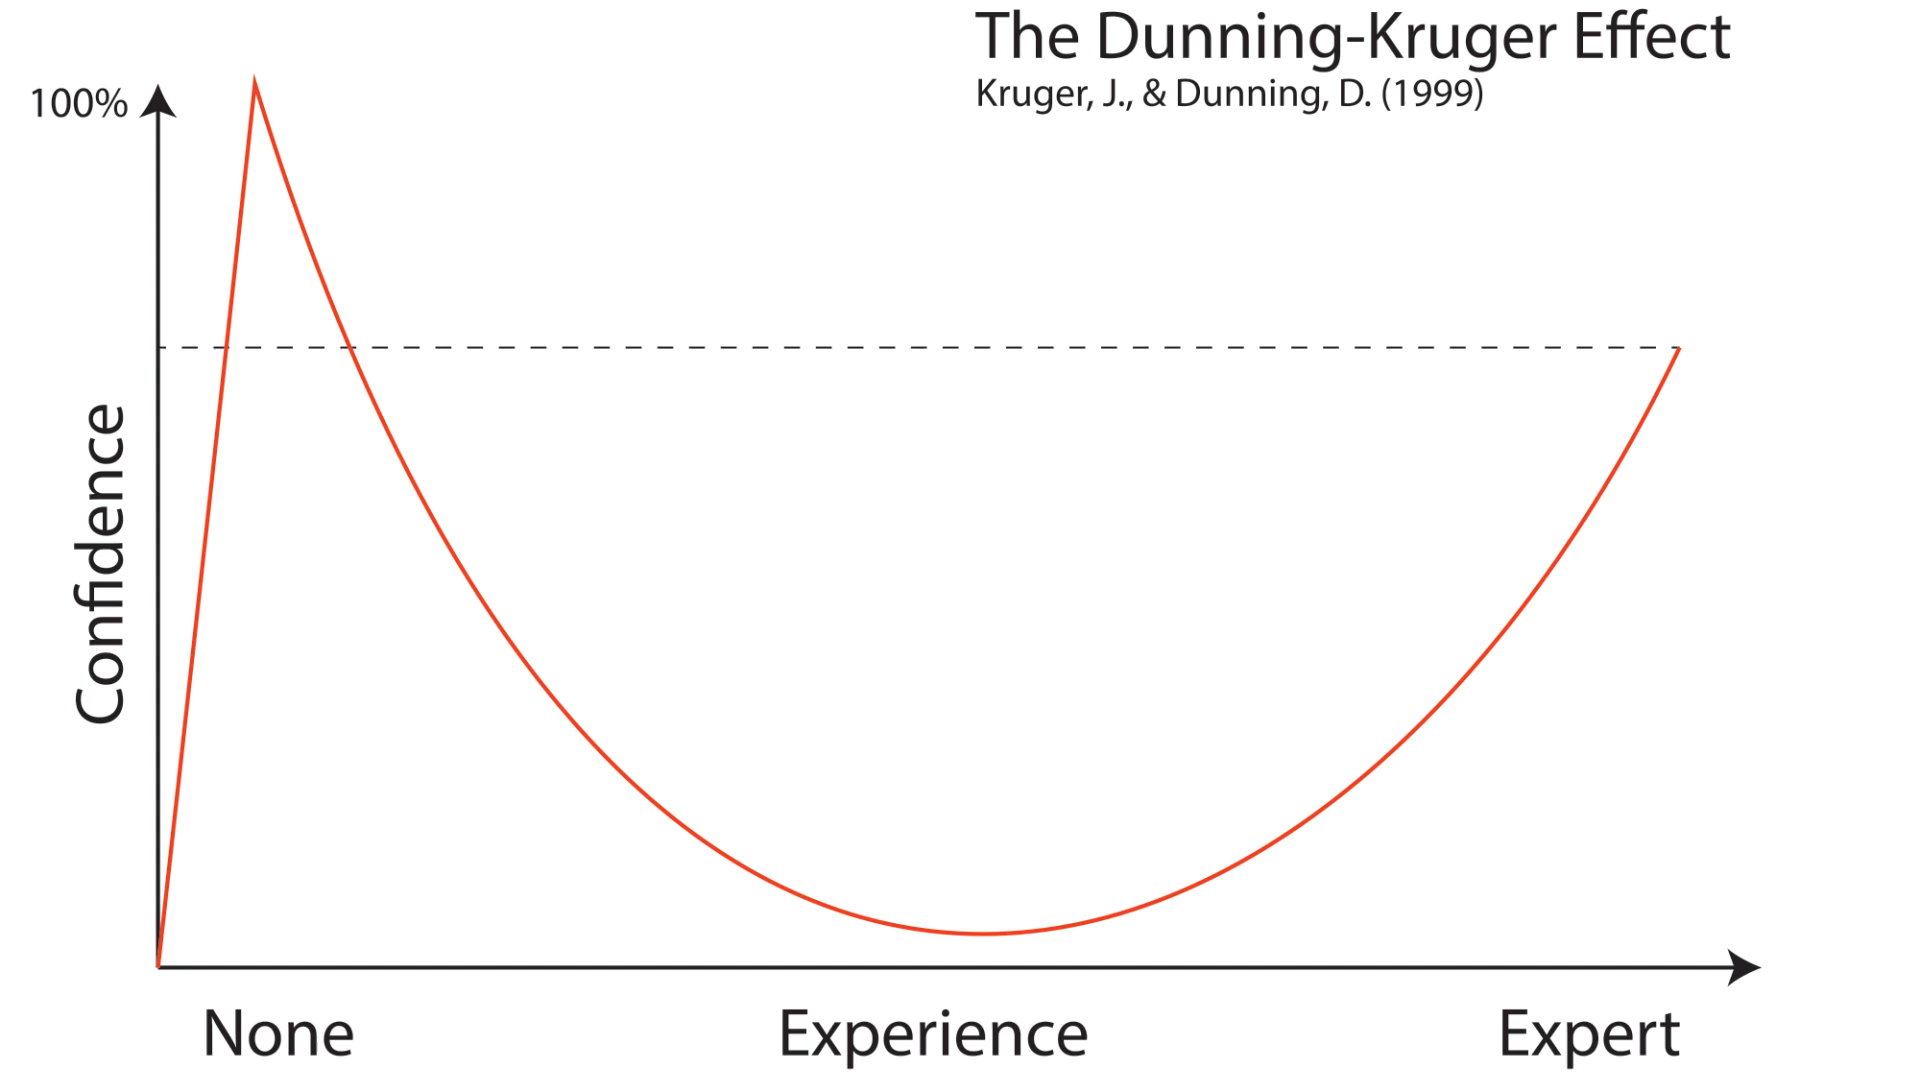 The Dunning-Kruger Effect
Kruger, J., & Dunning, D. (1999)
100%
Confidence
None
Experience
Expert